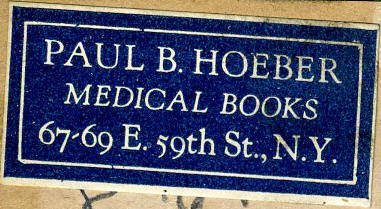 PAUL B. HOEBER
MEDICAL BOOKS
67-69 E. 59th St., N.Y.